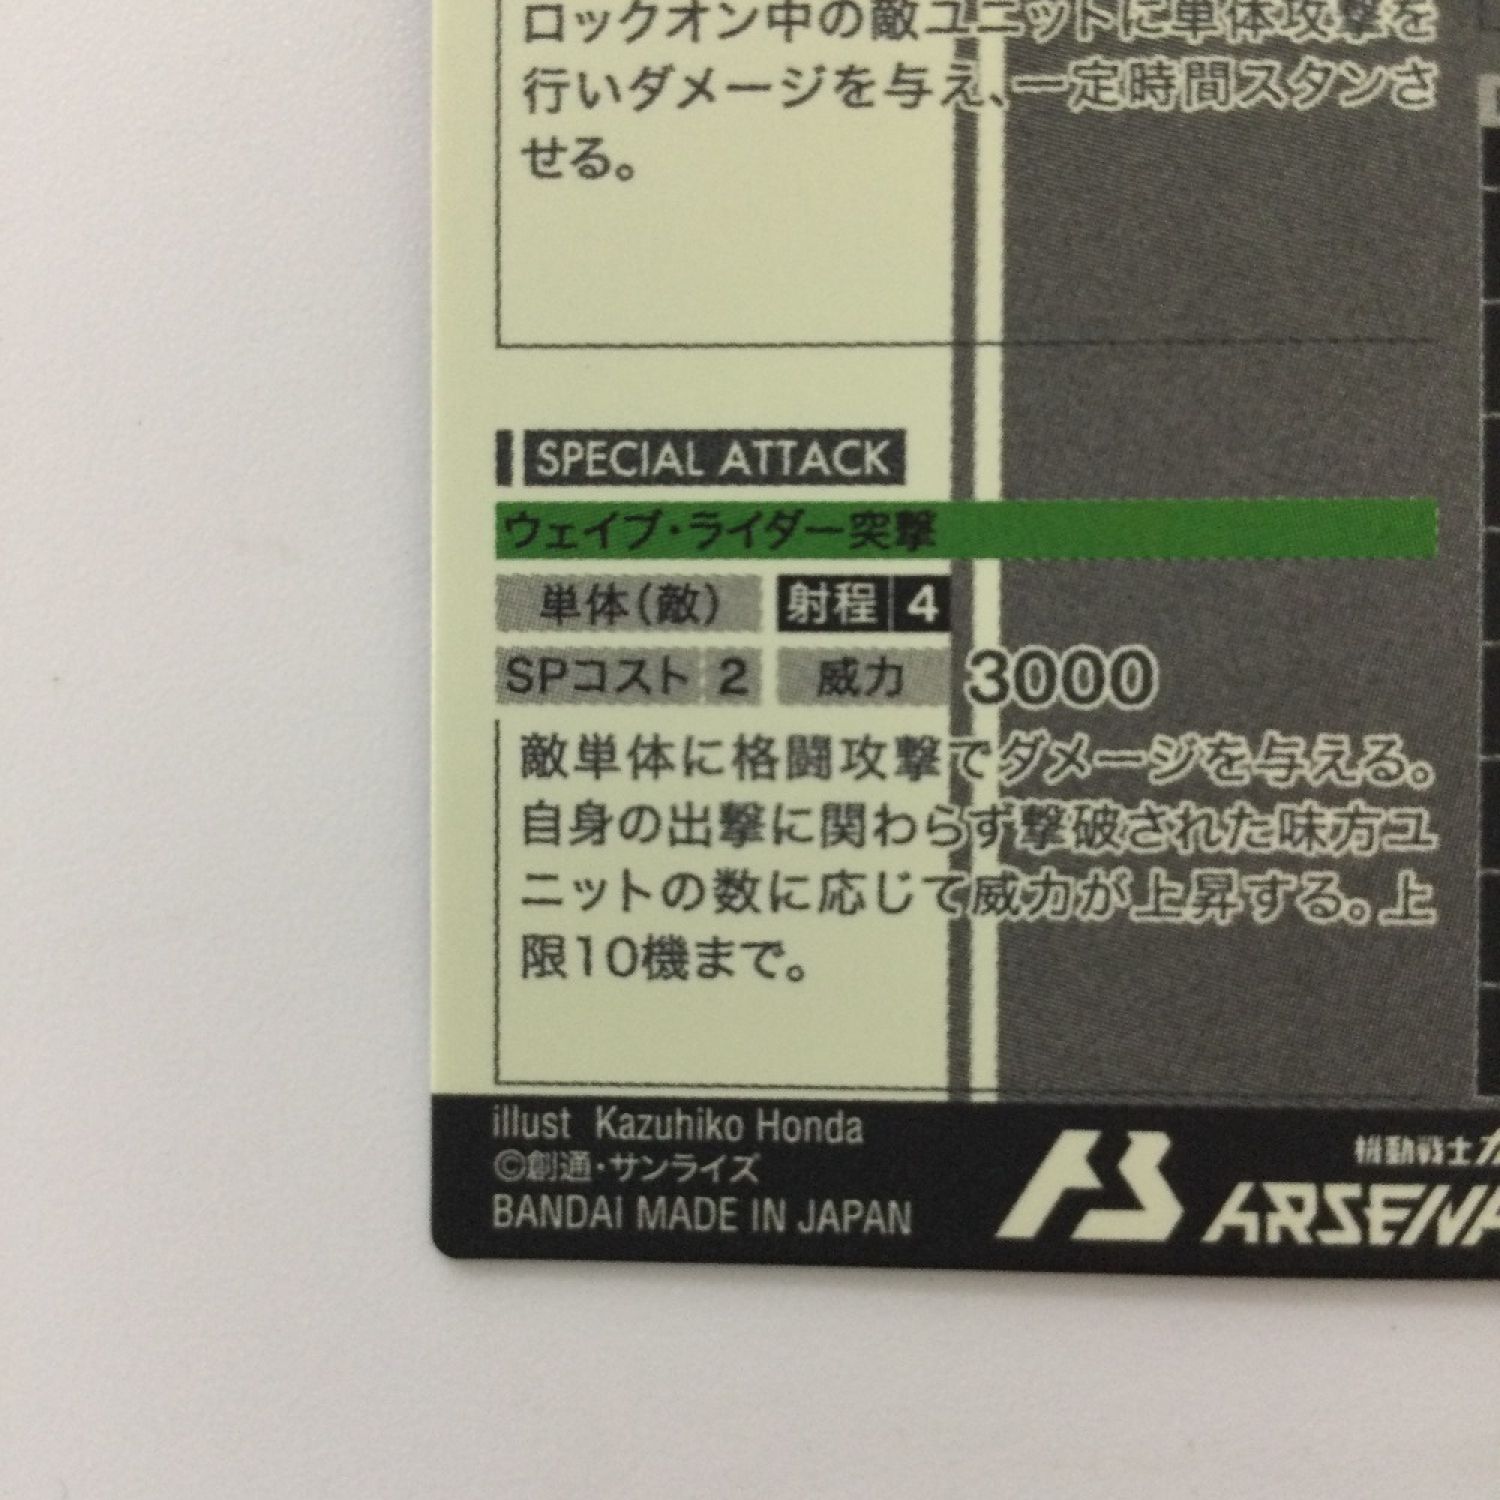 ロックオン中の敵ユニットに単体攻撃を
行いダメージを与え、一定時間スタンさ
せる。
SPECIAL ATTACK
ウェイブ・ライダー突撃
単体(敵) 射程 4
SPコスト 2 威力 3000
敵単体に格闘攻撃でダメージを与える。
自身の出撃に関わらず撃破された味方ユ
ニットの数に応じて威力が上昇する。上
限10機まで。
illust Kazuhiko Honda
©創通・サンライズ
BANDAI MADE IN JAPAN
機動戦士
ARSENA